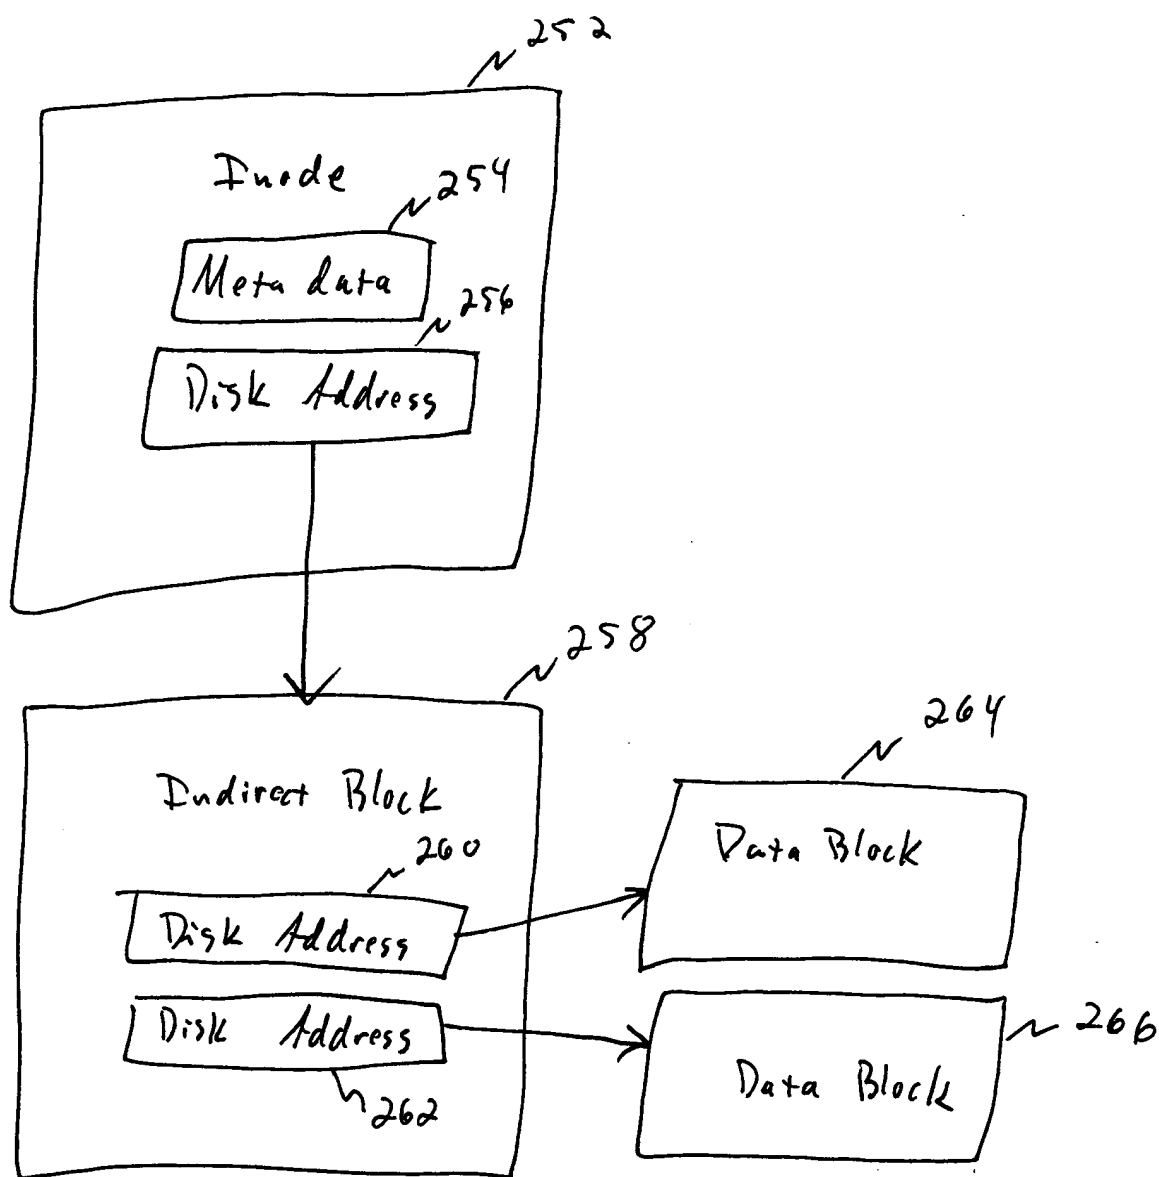 252
Inode
254
Meta data
256
Disk Address
258
Indirect Block
260
Disk Address
Disk Address
262
264
Data Block
266
Data Block